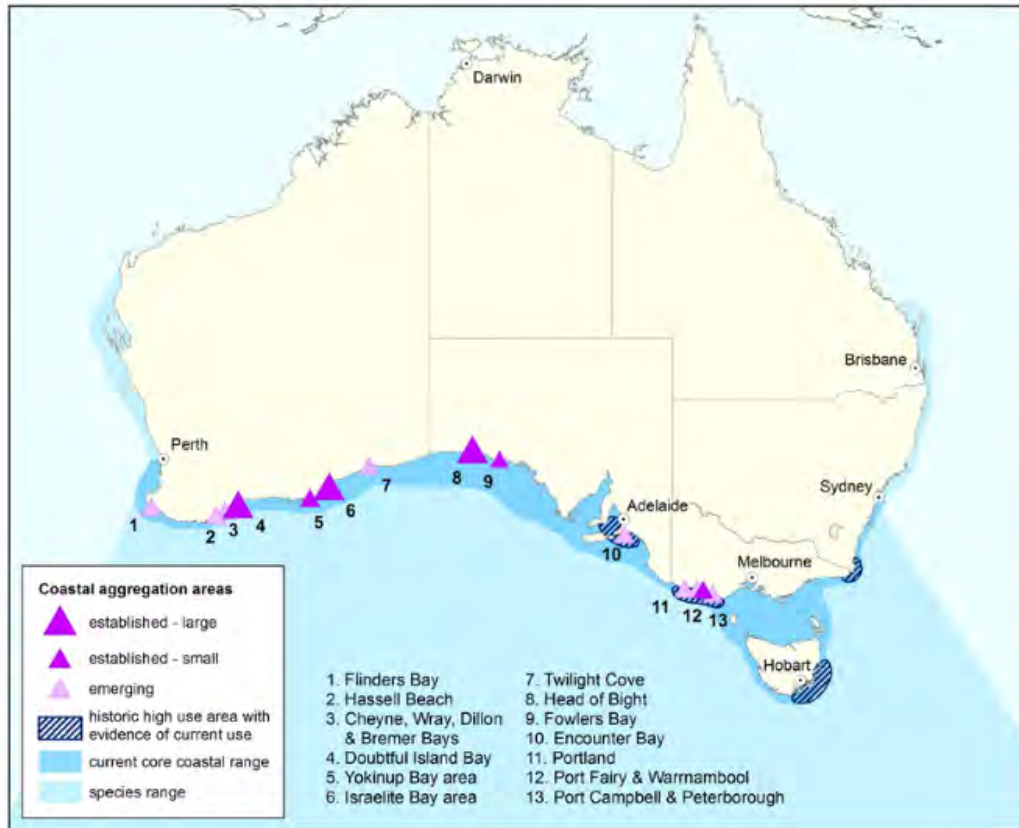 Darwin
Brisbane
Perth
Sydney
Adelaide
Melbourne
Hobart
1
2
3
4
5
6
7
8
9
10
11
12
13
Coastal aggregation areas
established - large
established - small
emerging
historic high use area with
evidence of current use
current core coastal range
species range
1. Flinders Bay
2. Hassell Beach
3. Cheyne, Wray, Dillon
& Bremer Bays
4. Doubtful Island Bay
5. Yokinup Bay area
6. Israelite Bay area
7. Twilight Cove
8. Head of Bight
9. Fowlers Bay
10. Encounter Bay
11. Portland
12. Port Fairy & Warrnambool
13. Port Campbell & Peterborough